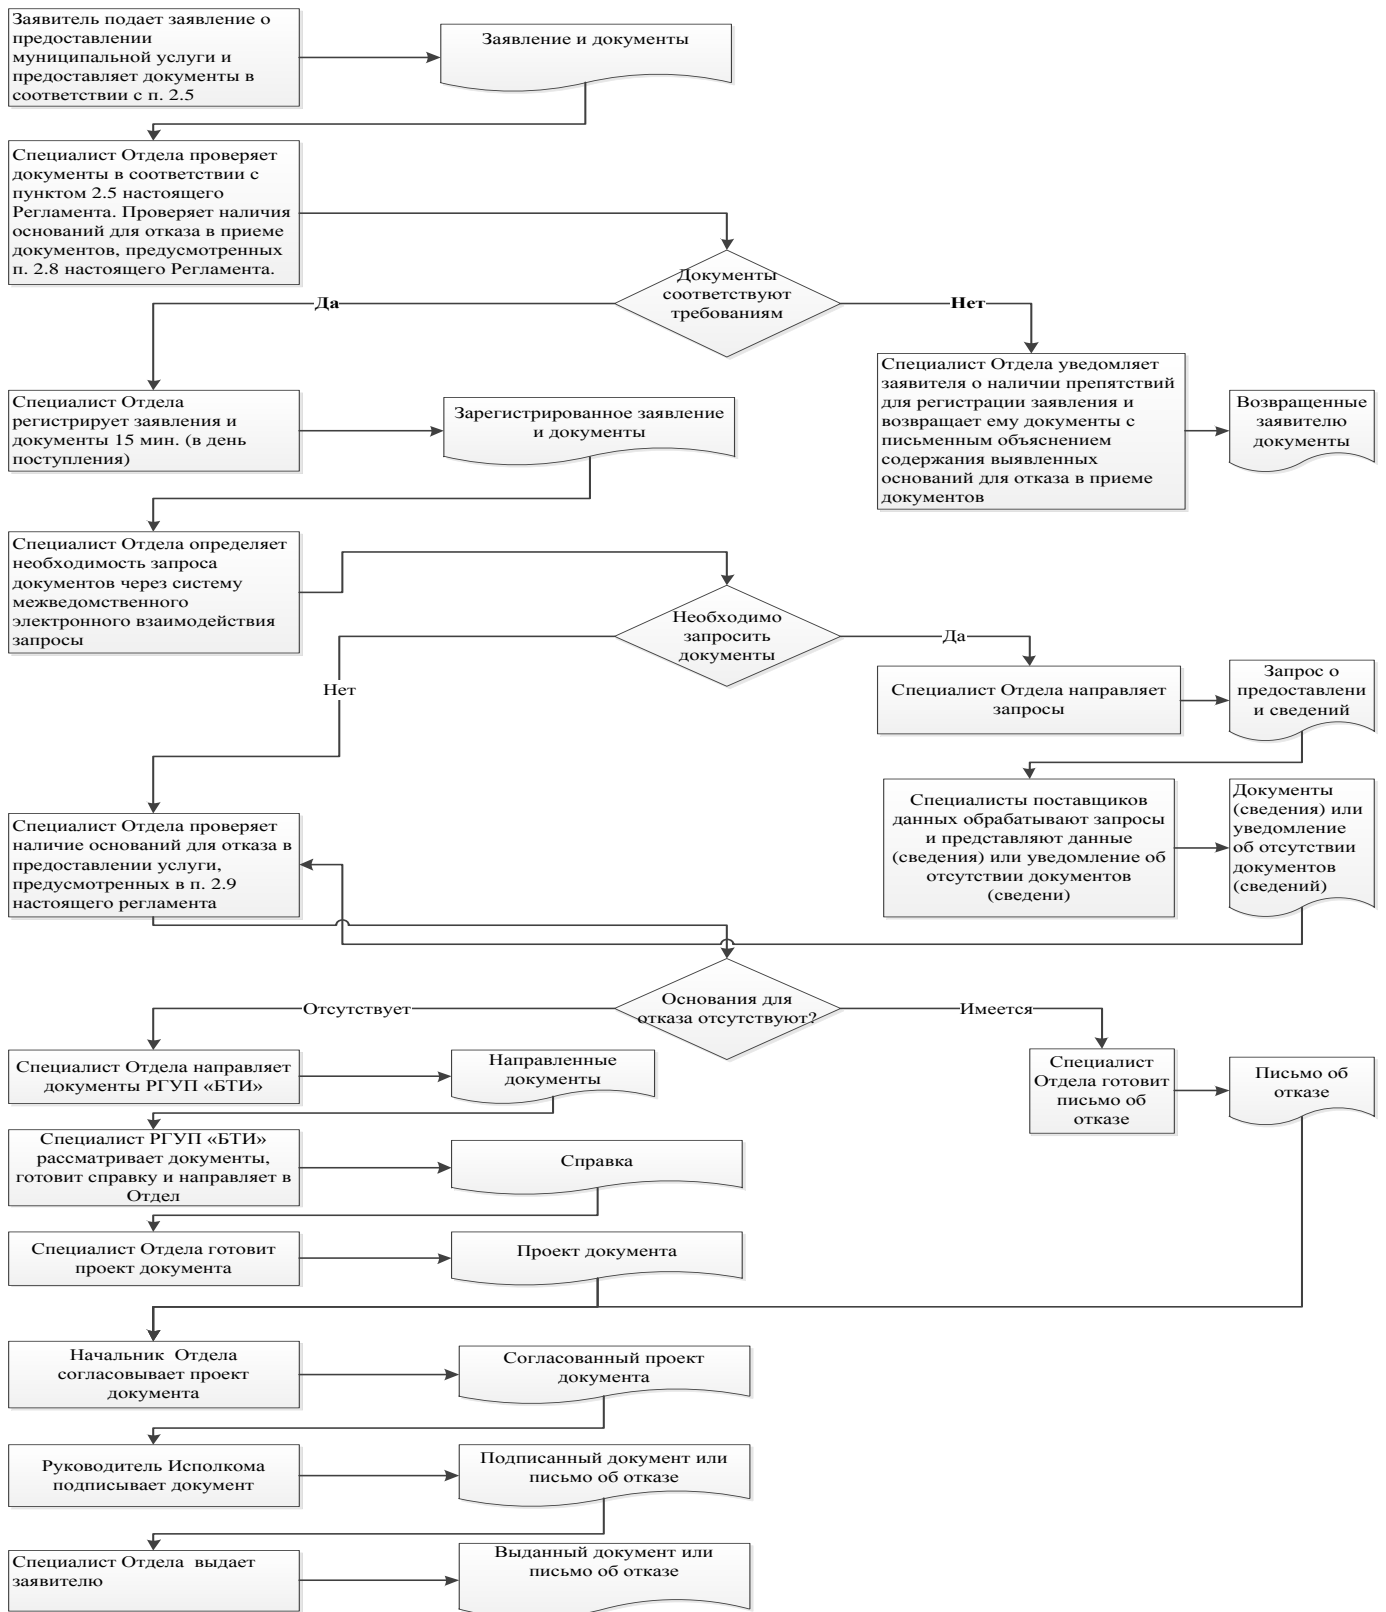 Заявитель подает заявление о
предоставлении
муниципальной услуги и
предоставляет документы в
соответствии с п. 2.5
Заявление и документы
Специалист Отдела проверяет
документы в соответствии с
пунктом 2.5 настоящего
Регламента. Проверяет наличия
оснований для отказа в приеме
документов, предусмотренных
п. 2.8 настоящего Регламента.
Документы
соответствуют
требованиям
Да
Нет
Специалист Отдела
регистрирует заявления и
документы 15 мин. (в день
поступления)
Зарегистрированное заявление
и документы
Специалист Отдела уведомляет
заявителя о наличии препятствий
для регистрации заявления и
возвращает ему документы с
письменным объяснением
содержания выявленных
оснований для отказа в приеме
документов
Возвращенные
заявителю
документы
Специалист Отдела определяет
необходимость запроса
документов через систему
межведомственного
электронного взаимодействия
запросы
Необходимо
запросить
документы
Да
Нет
Специалист Отдела направляет
запросы
Запрос о
предоставлени
и сведений
Специалисты поставщиков
данных обрабатывают запросы
и представляют данные
(сведения) или уведомление об
отсутствии документов
(сведени)
Документы
(сведения) или
уведомление
об отсутствии
документов
(сведений)
Специалист Отдела проверяет
наличие оснований для отказа в
предоставлении услуги,
предусмотренных в п. 2.9
настоящего регламента
Основания для
отказа отсутствуют?
Отсутствует
Имеется
Специалист Отдела направляет
документы РГУП «БТИ»
Направленные
документы
Специалист
Отдела готовит
письмо об
отказе
Письмо об
отказе
Специалист РГУП «БТИ»
рассматривает документы,
готовит справку и направляет в
Отдел
Справка
Специалист Отдела готовит
проект документа
Проект документа
Начальник  Отдела
согласовывает проект
документа
Согласованный проект
документа
Руководитель Исполкома
подписывает документ
Подписанный документ или
письмо об отказе
Специалист Отдела  выдает
заявителю
Выданный документ или
письмо об отказе